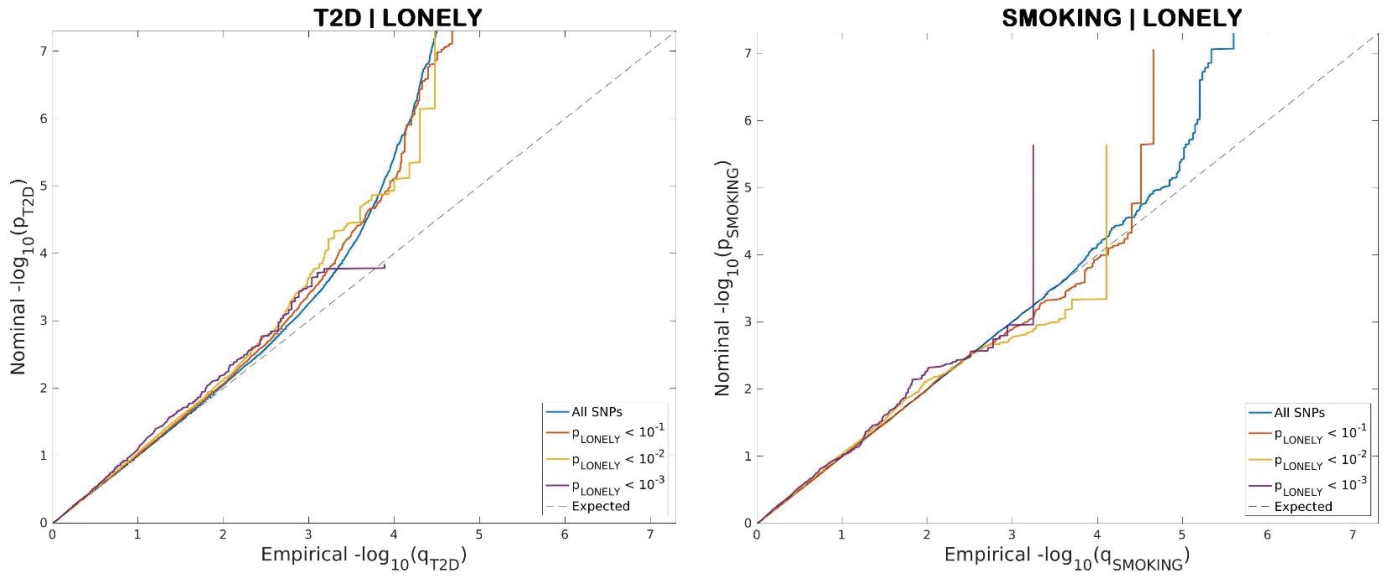 T2D | LONELY
Nominal -log10(pT2D)
7
6
5
4
3
2
1
0
0 1 2 3 4 5 6 7
Empirical -log10(qT2D)
All SNPs
pLONELY < 10-1
pLONELY < 10-2
pLONELY < 10-3
Expected
SMOKING | LONELY
Nominal -log10(pSMOKING)
7
6
5
4
3
2
1
0
0 1 2 3 4 5 6 7
Empirical -log10(qSMOKING)
All SNPs
pLONELY < 10-1
pLONELY < 10-2
pLONELY < 10-3
Expected